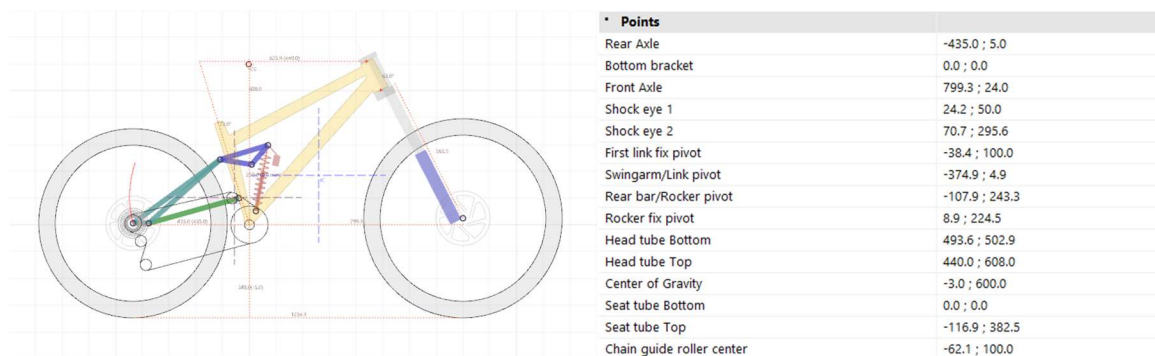 Points
Rear Axle -435.0 ; 5.0
Bottom bracket 0.0 ; 0.0
Front Axle 799.3 ; 24.0
Shock eye 1 24.2 ; 50.0
Shock eye 2 70.7 ; 295.6
First link fix pivot -38.4 ; 100.0
Swingarm/Link pivot -374.9 ; 4.9
Rear bar/Rocker pivot -107.9 ; 243.3
Rocker fix pivot 8.9 ; 224.5
Head tube Bottom 493.6 ; 502.9
Head tube Top 440.0 ; 608.0
Center of Gravity -3.0 ; 600.0
Seat tube Bottom 0.0 ; 0.0
Seat tube Top -116.9 ; 382.5
Chain guide roller center -62.1 ; 100.0